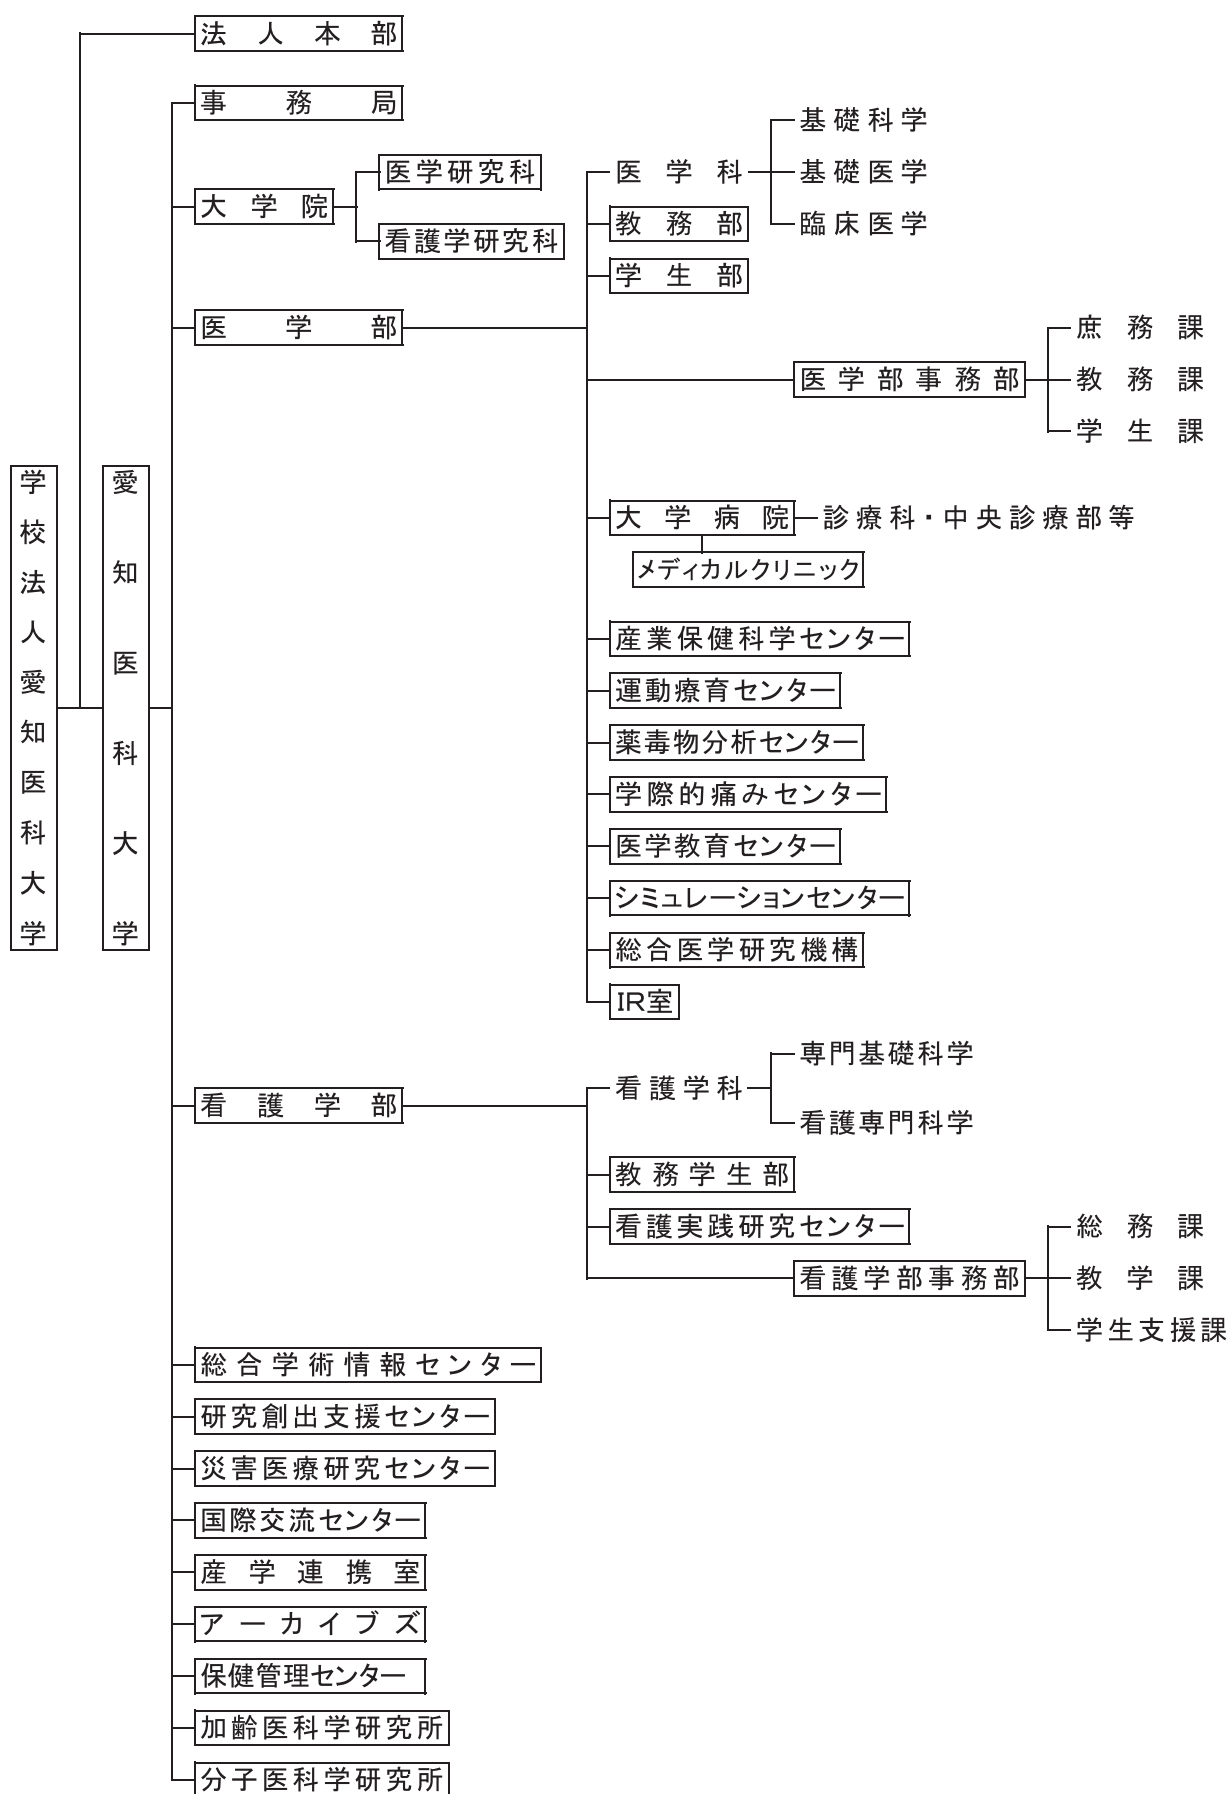 法人本部
事務局
大学院
医学研究科
看護学研究科
医学部
医学科
基礎科学
基礎医学
臨床医学
教務部
学生部
医学部事務部
庶務課
教務課
学生課
大学病院
診療科・中央診療部等
メディカルクリニック
産業保健科学センター
運動療育センター
薬毒物分析センター
学際的痛みセンター
医学教育センター
シミュレーションセンター
総合医学研究機構
IR室
学校法人愛知医科大学
愛知医科大学
看護学部
看護学科
専門基礎科学
看護専門科学
教務学生部
看護実践研究センター
看護学部事務部
総務課
教学課
学生支援課
総合学術情報センター
研究創出支援センター
災害医療研究センター
国際交流センター
産学連携室
アーカイブズ
保健管理センター
加齢医科学研究所
分子医科学研究所